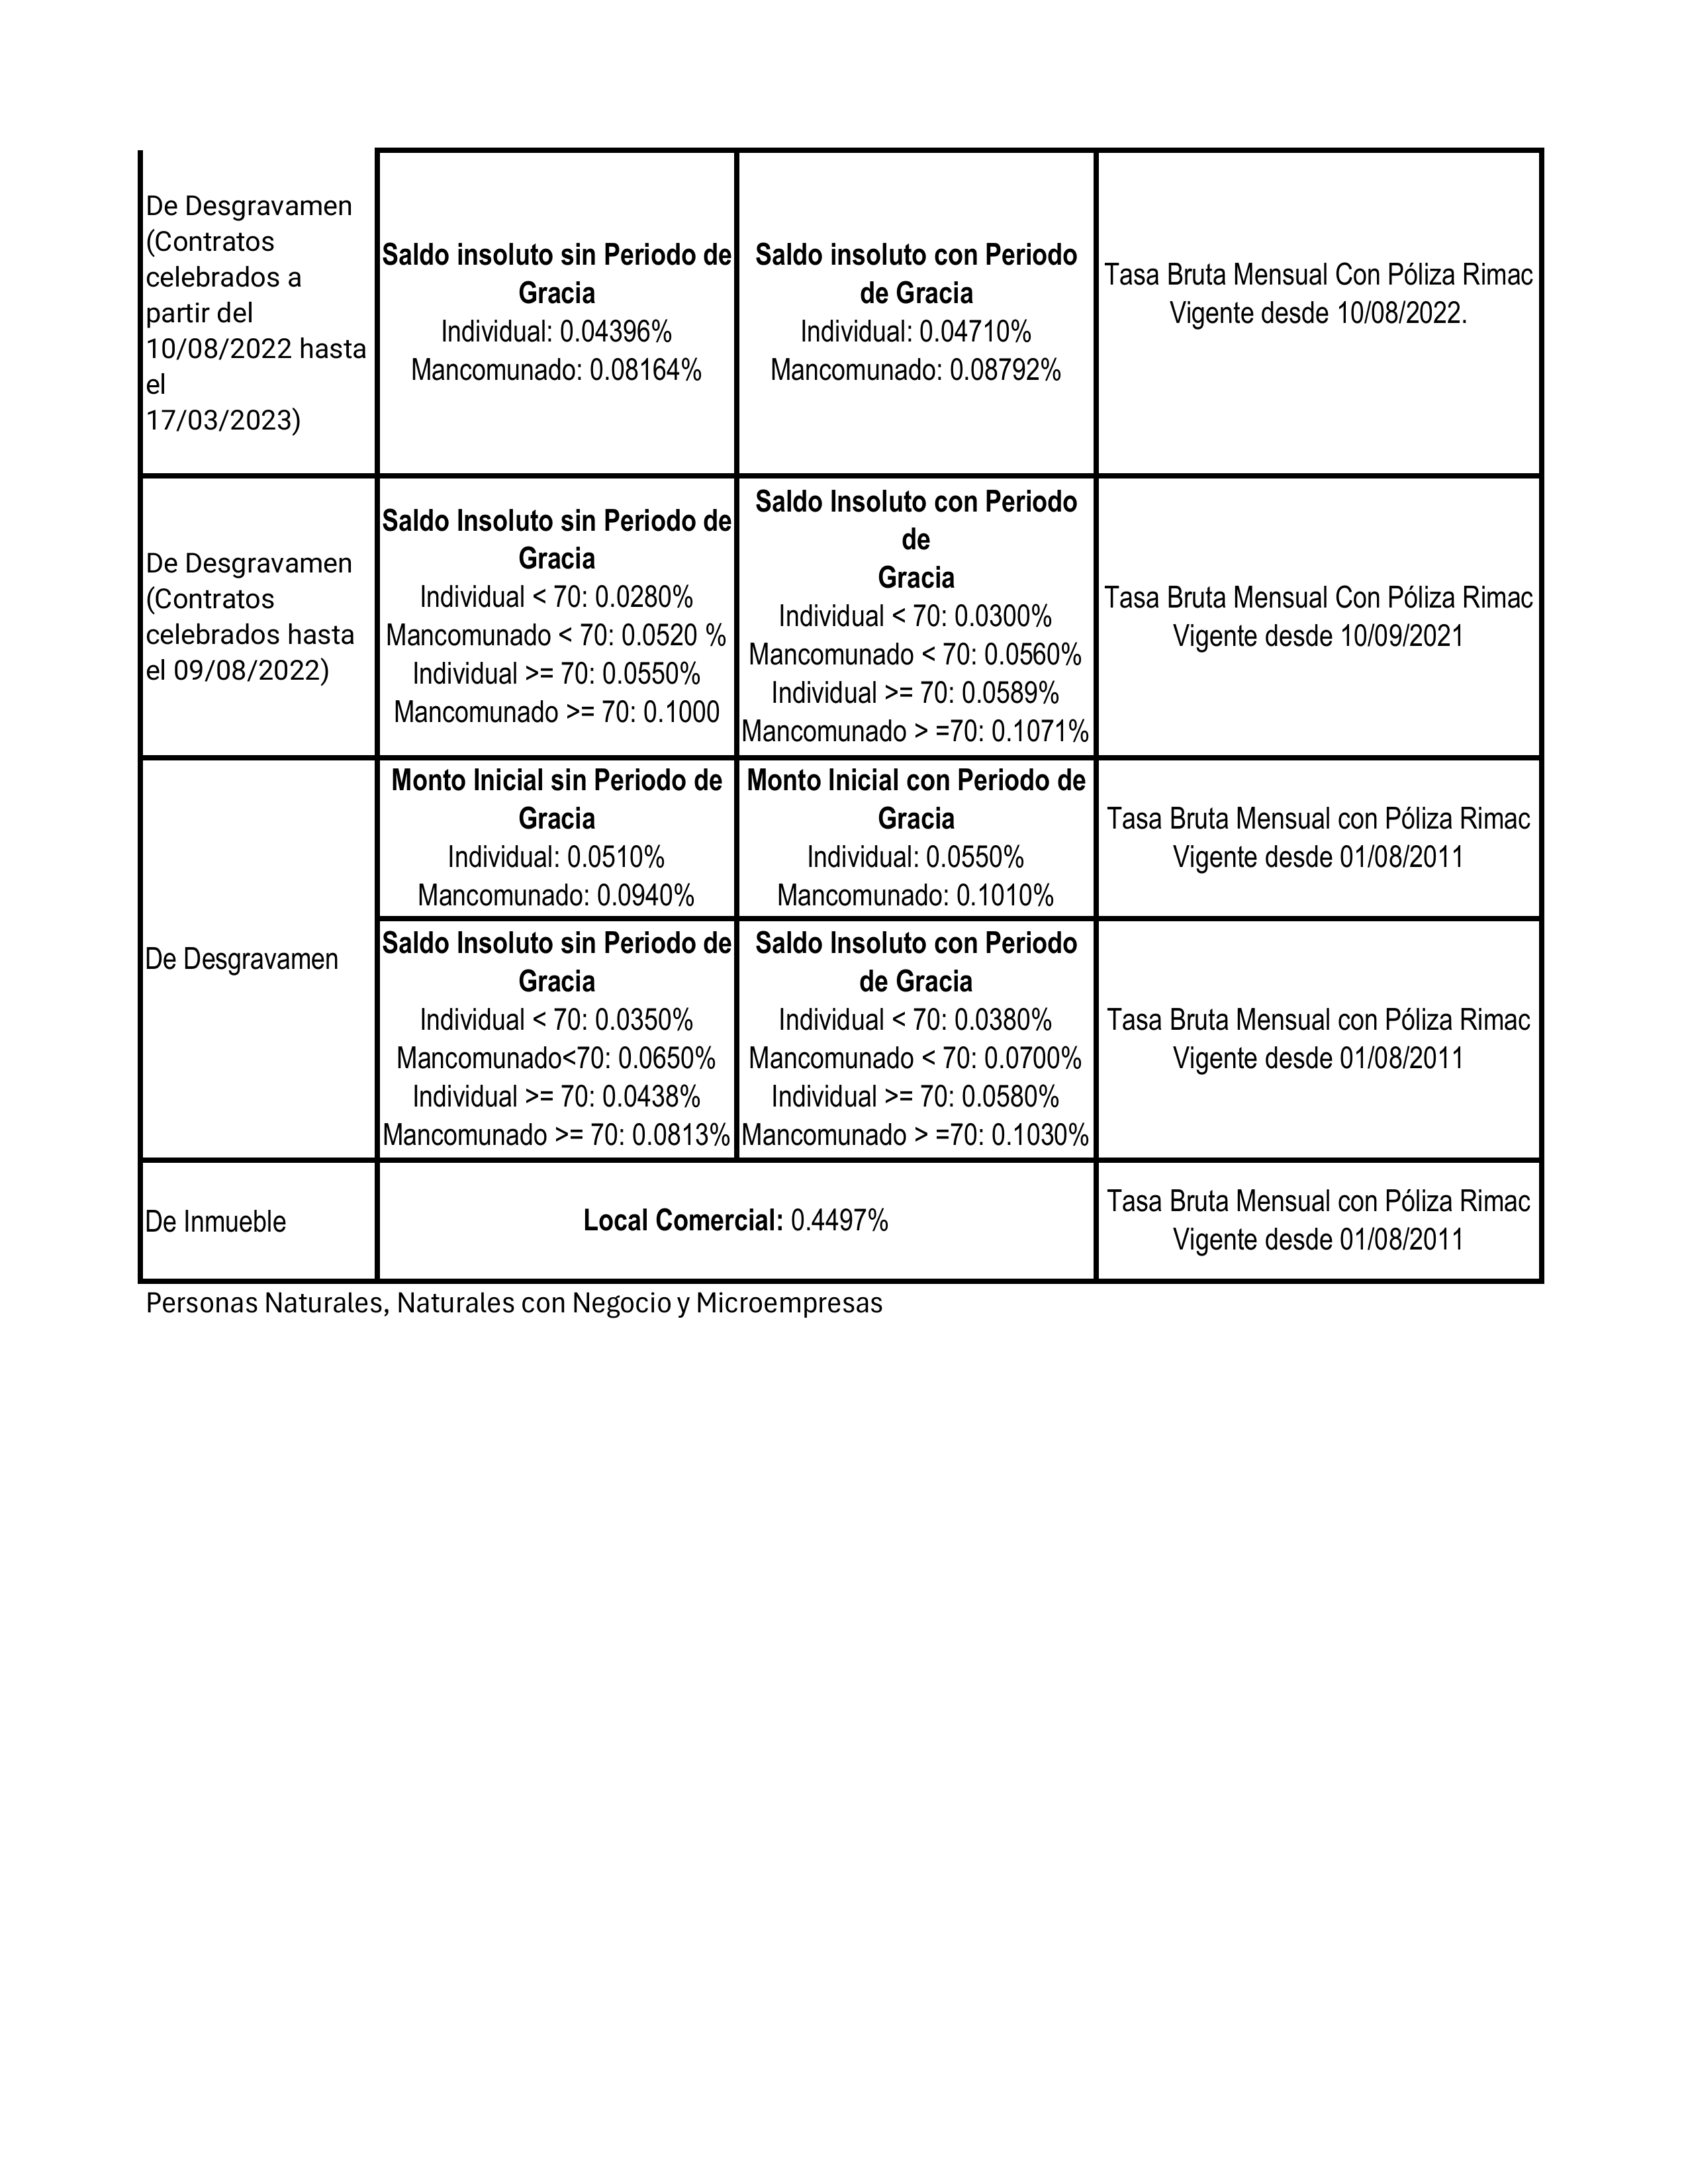 De Desgravamen
(Contratos
celebrados a
partir del
10/08/2022 hasta
el
17/03/2023)
Saldo insoluto sin Periodo de
Gracia
Individual: 0.04396%
Mancomunado: 0.08164%
Saldo insoluto con Periodo
de Gracia
Individual: 0.04710%
Mancomunado: 0.08792%
Tasa Bruta Mensual Con Póliza Rimac
Vigente desde 10/08/2022.
De Desgravamen
(Contratos
celebrados hasta
el 09/08/2022)
Saldo Insoluto sin Periodo de
Gracia
Individual < 70: 0.0280%
Mancomunado < 70: 0.0520 %
Individual >= 70: 0.0550%
Mancomunado >= 70: 0.1000
Saldo Insoluto con Periodo
de
Gracia
Individual < 70: 0.0300%
Mancomunado < 70: 0.0560%
Individual >= 70: 0.0589%
Mancomunado > =70: 0.1071%
Tasa Bruta Mensual Con Póliza Rimac
Vigente desde 10/09/2021
De Desgravamen
Monto Inicial sin Periodo de
Gracia
Individual: 0.0510%
Mancomunado: 0.0940%
Monto Inicial con Periodo de
Gracia
Individual: 0.0550%
Mancomunado: 0.1010%
Tasa Bruta Mensual con Póliza Rimac
Vigente desde 01/08/2011
Saldo Insoluto sin Periodo de
Gracia
Individual < 70: 0.0350%
Mancomunado<70: 0.0650%
Individual >= 70: 0.0438%
Mancomunado >= 70: 0.0813%
Saldo Insoluto con Periodo
de Gracia
Individual < 70: 0.0380%
Mancomunado < 70: 0.0700%
Individual >= 70: 0.0580%
Mancomunado > =70: 0.1030%
Tasa Bruta Mensual con Póliza Rimac
Vigente desde 01/08/2011
De Inmueble
Local Comercial: 0.4497%
Tasa Bruta Mensual con Póliza Rimac
Vigente desde 01/08/2011
Personas Naturales, Naturales con Negocio y Microempresas